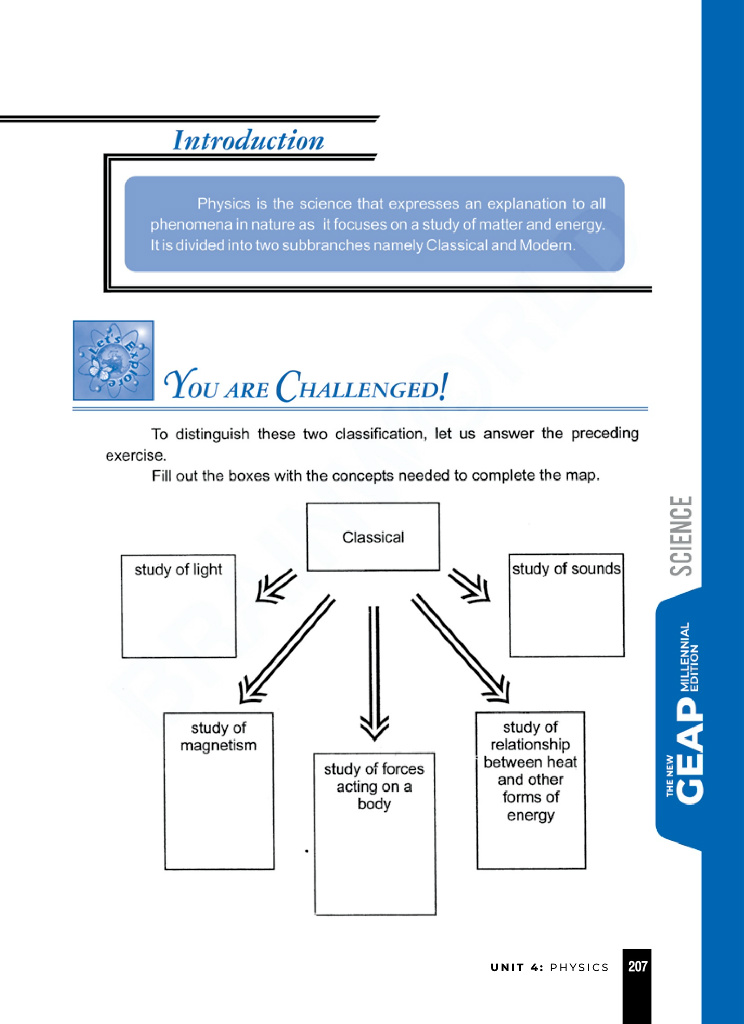 Introduction
Physics is the science that expresses an explanation to all
phenomena in nature as it focuses on a study of matter and energy.
It is divided into two subbranches namely Classical and Modern.
Let's Explore
YOU ARE CHALLENGED!
To distinguish these two classification, let us answer the preceding
exercise.
Fill out the boxes with the concepts needed to complete the map.
Classical
study of light
study of sounds
study of
magnetism
study of forces
acting on a
body
study of
relationship
between heat
and other
forms of
energy
SCIENCE
THE NEW
GEAP
MILLENNIAL
EDITION
UNIT 4: PHYSICS
207